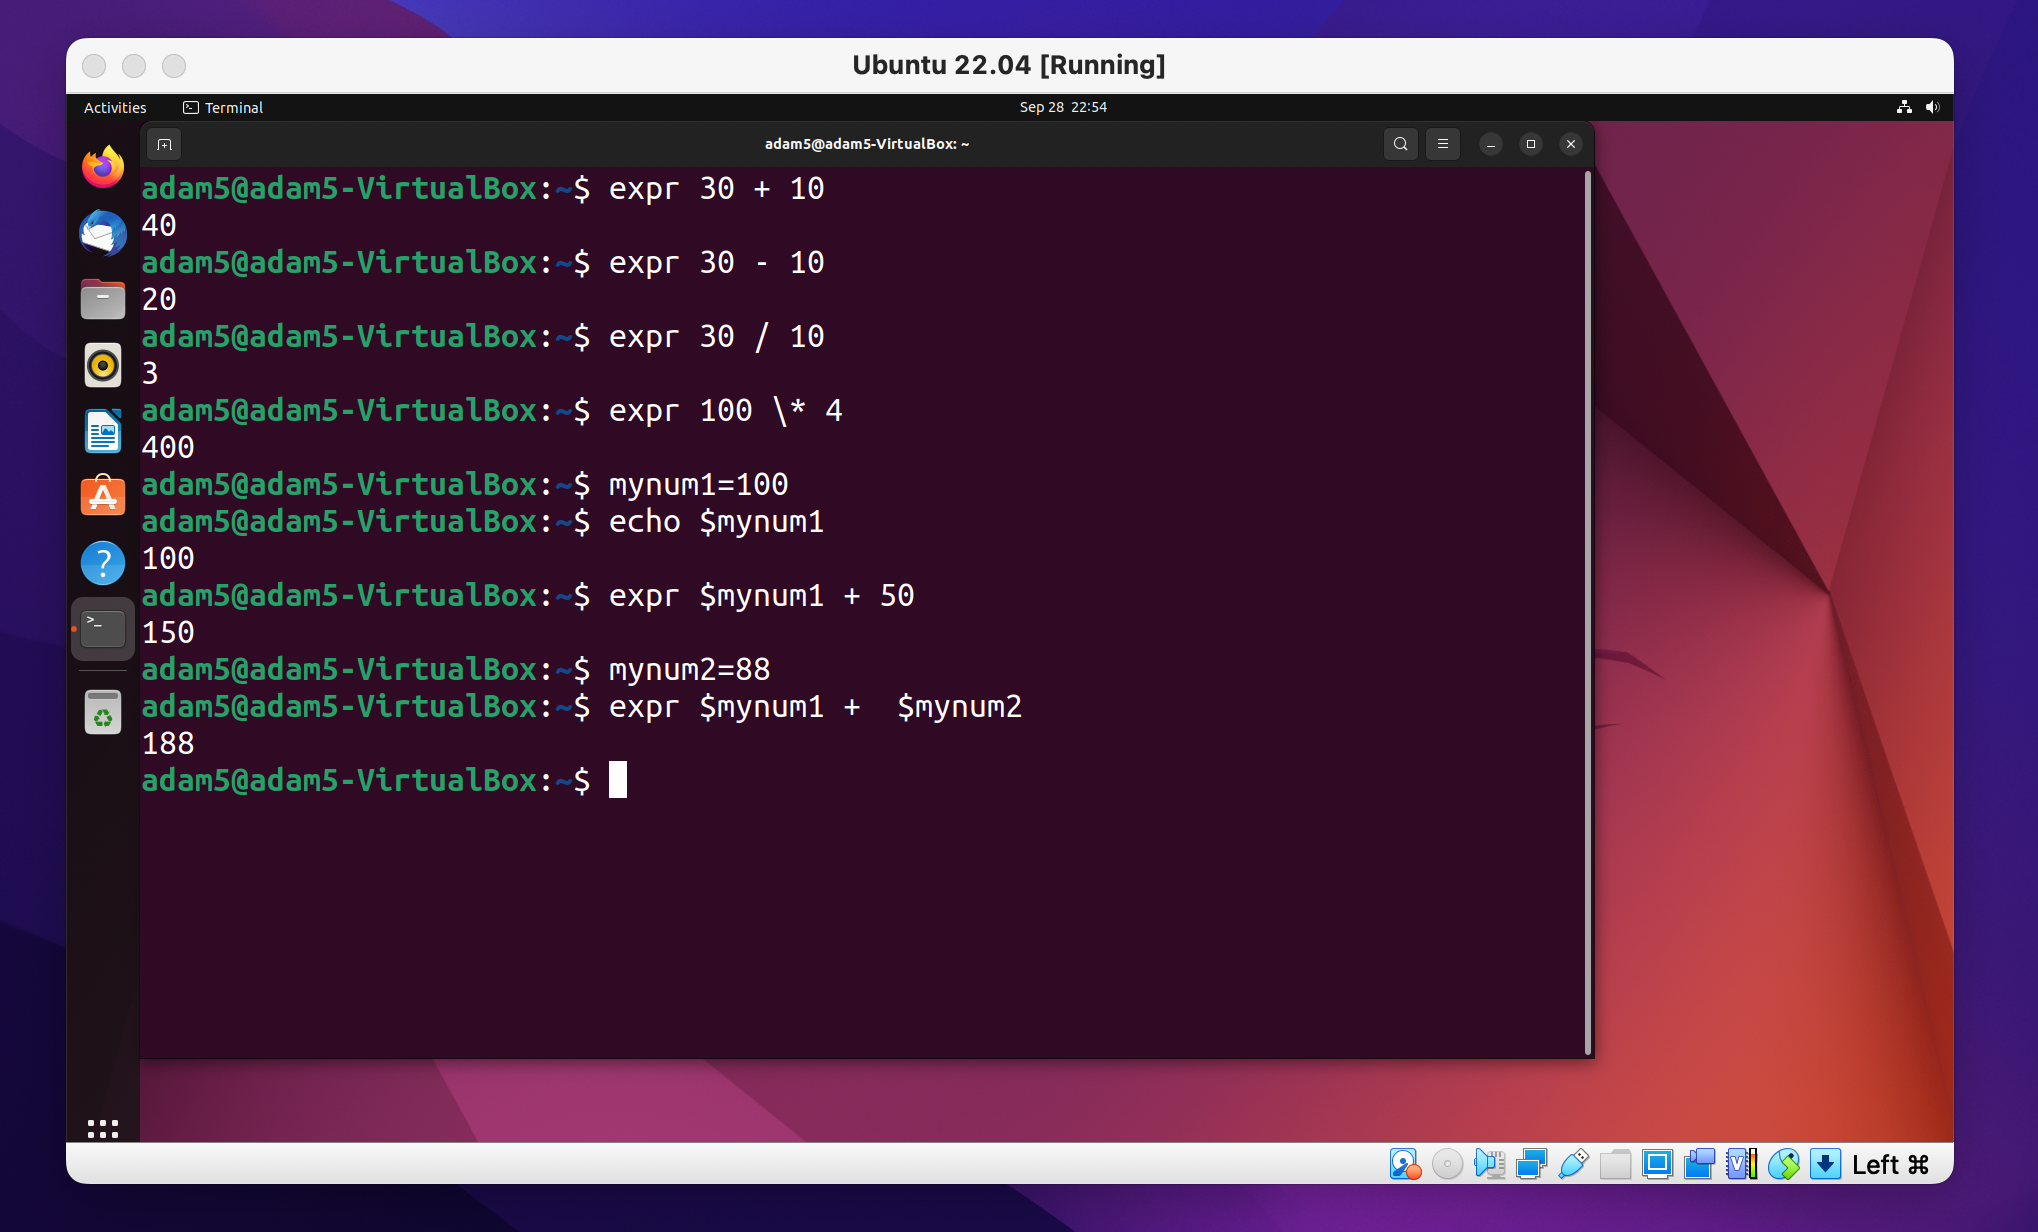 Ubuntu 22.04 [Running]
Activities Terminal Sep 28 22:54
adam5@adam5-VirtualBox: ~
adam5@adam5-VirtualBox:~$ expr 30 + 10
40
adam5@adam5-VirtualBox:~$ expr 30 - 10
20
adam5@adam5-VirtualBox:~$ expr 30 / 10
3
adam5@adam5-VirtualBox:~$ expr 100 \* 4
400
adam5@adam5-VirtualBox:~$ mynum1=100
adam5@adam5-VirtualBox:~$ echo $mynum1
100
adam5@adam5-VirtualBox:~$ expr $mynum1 + 50
150
adam5@adam5-VirtualBox:~$ mynum2=88
adam5@adam5-VirtualBox:~$ expr $mynum1 +  $mynum2
188
adam5@adam5-VirtualBox:~$
Left ⌘